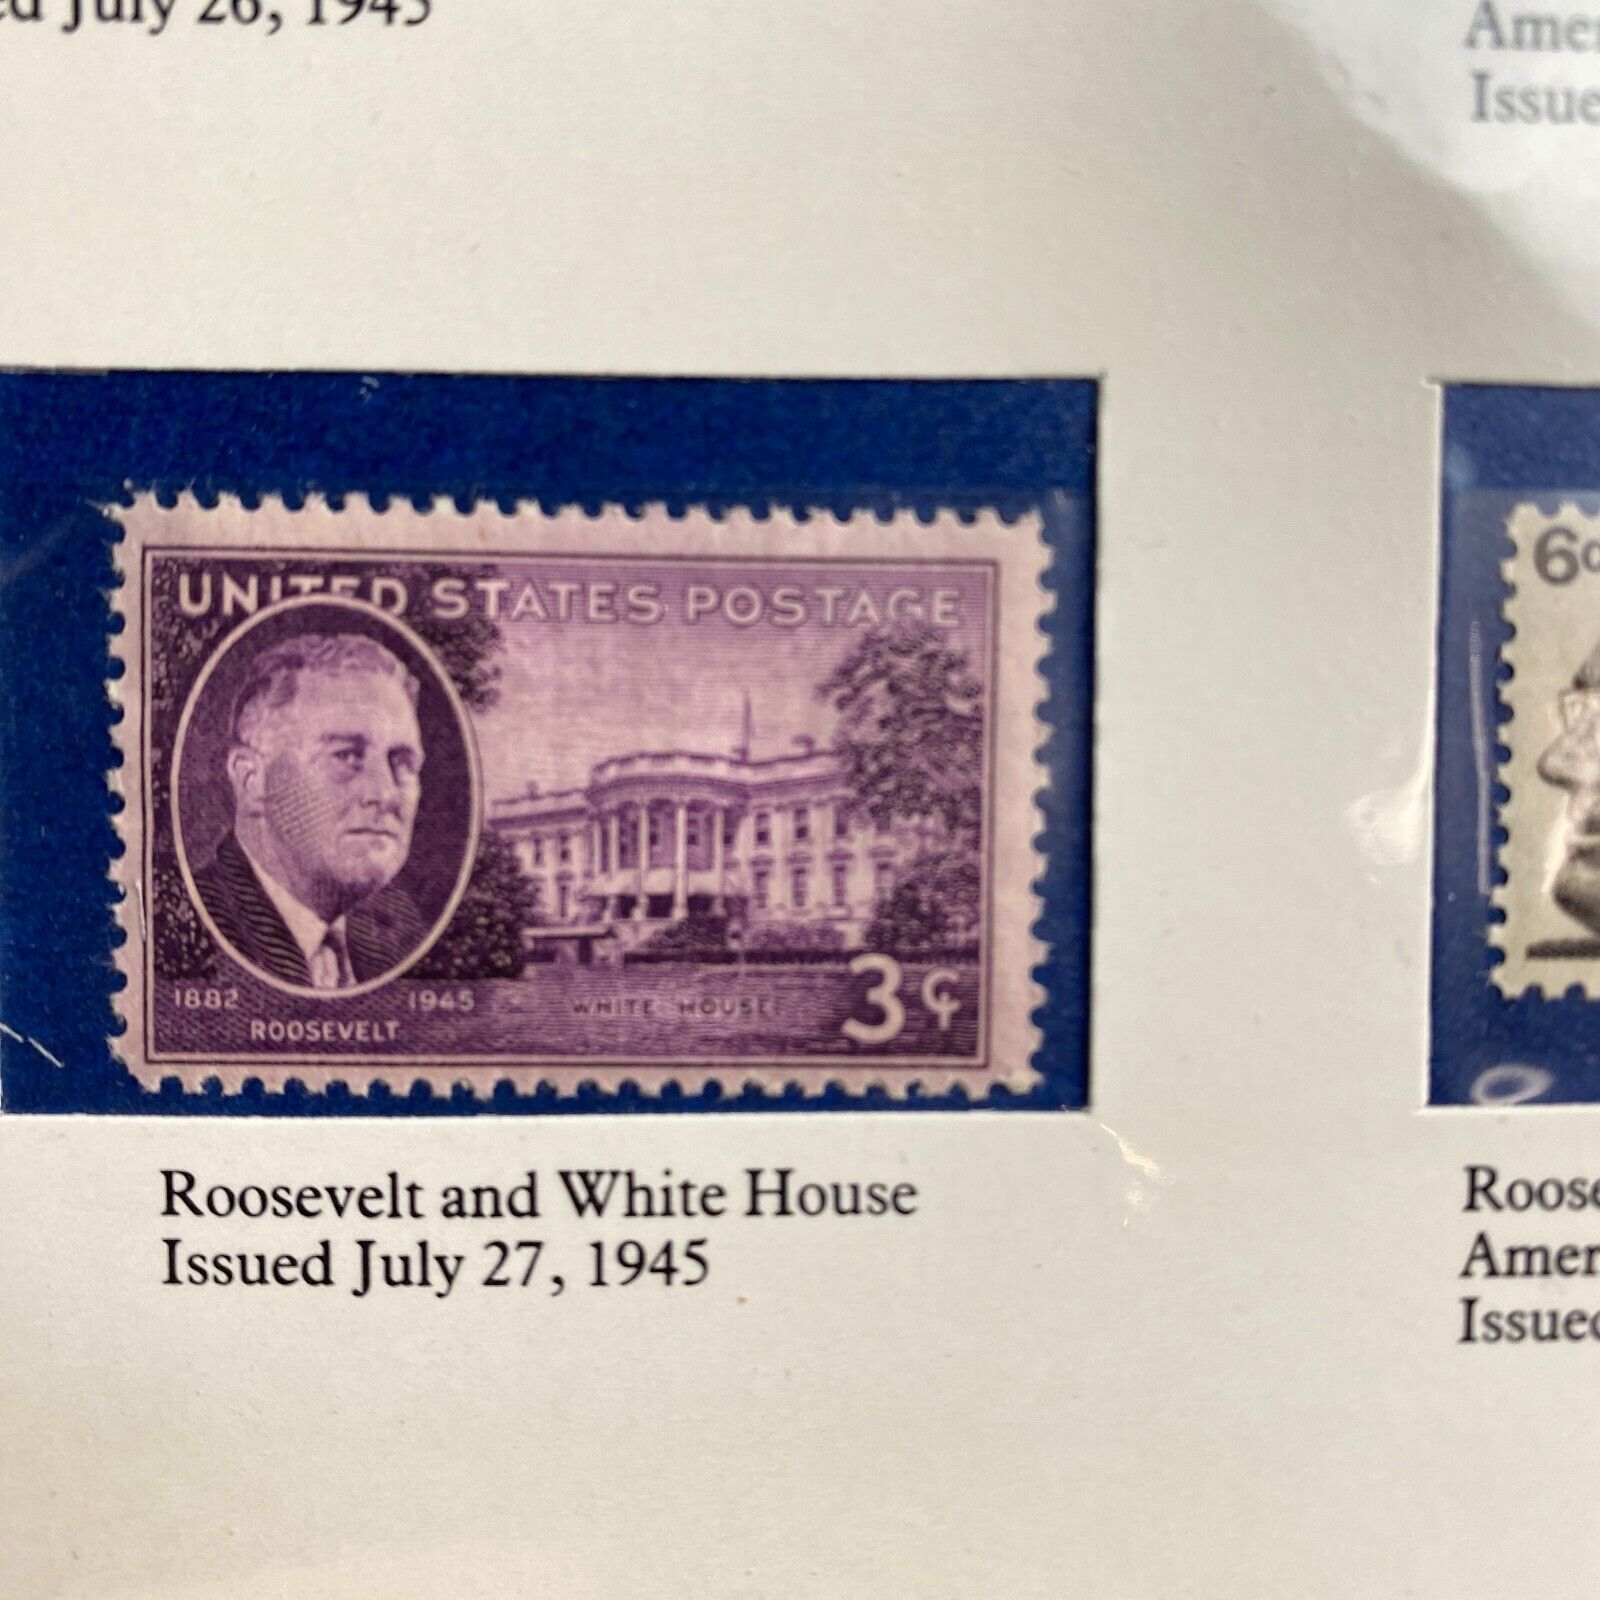 July 26, 1945
UNITED STATES POSTAGE
1882 1945
ROOSEVELT
WHITE HOUSE
3¢
Roosevelt and White House
Issued July 27, 1945